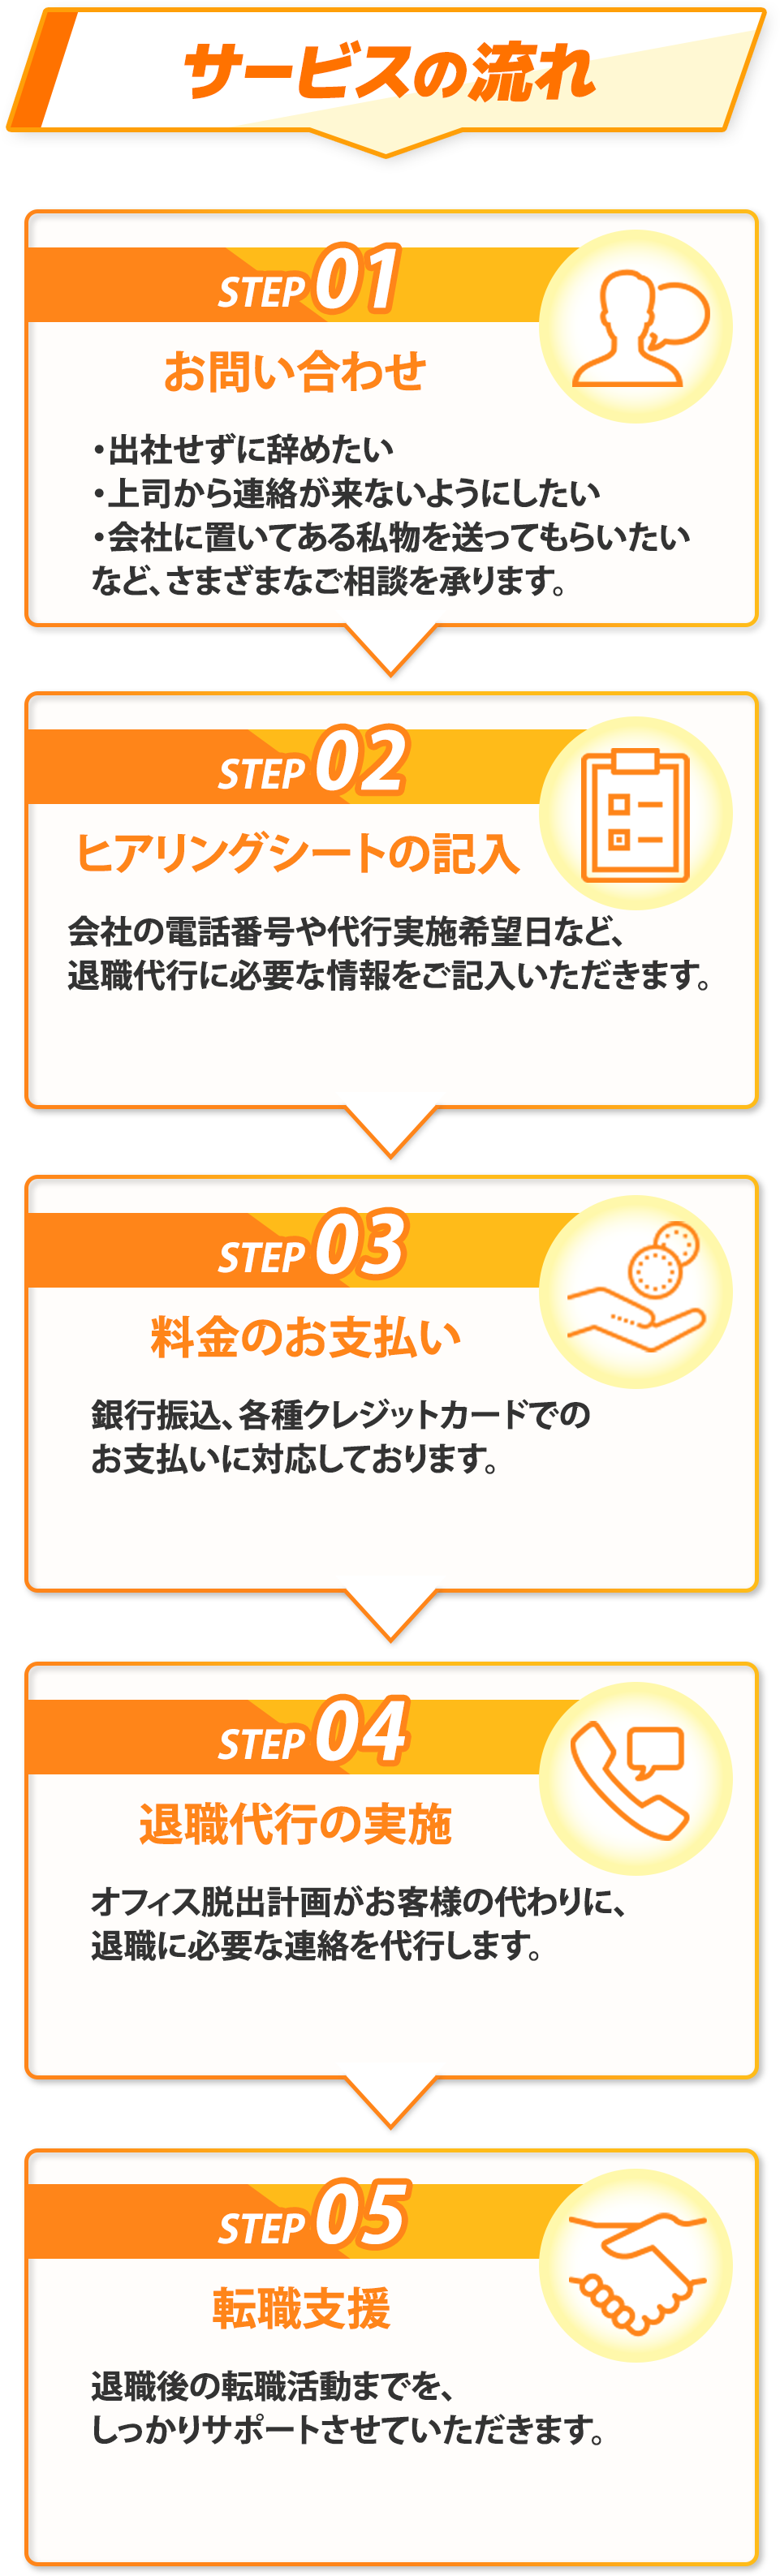 サービスの流れ
STEP 01
お問い合わせ
・出社せずに辞めたい
・上司から連絡が来ないようにしたい
・会社に置いてある私物を送ってもらいたい
など、さまざまなご相談を承ります。
STEP 02
ヒアリングシートの記入
会社の電話番号や代行実施希望日など、
退職代行に必要な情報をご記入いただきます。
STEP 03
料金のお支払い
銀行振込、各種クレジットカードでの
お支払いに対応しております。
STEP 04
退職代行の実施
オフィス脱出計画がお客様の代わりに、
退職に必要な連絡を代行します。
STEP 05
転職支援
退職後の転職活動までを、
しっかりサポートさせていただきます。